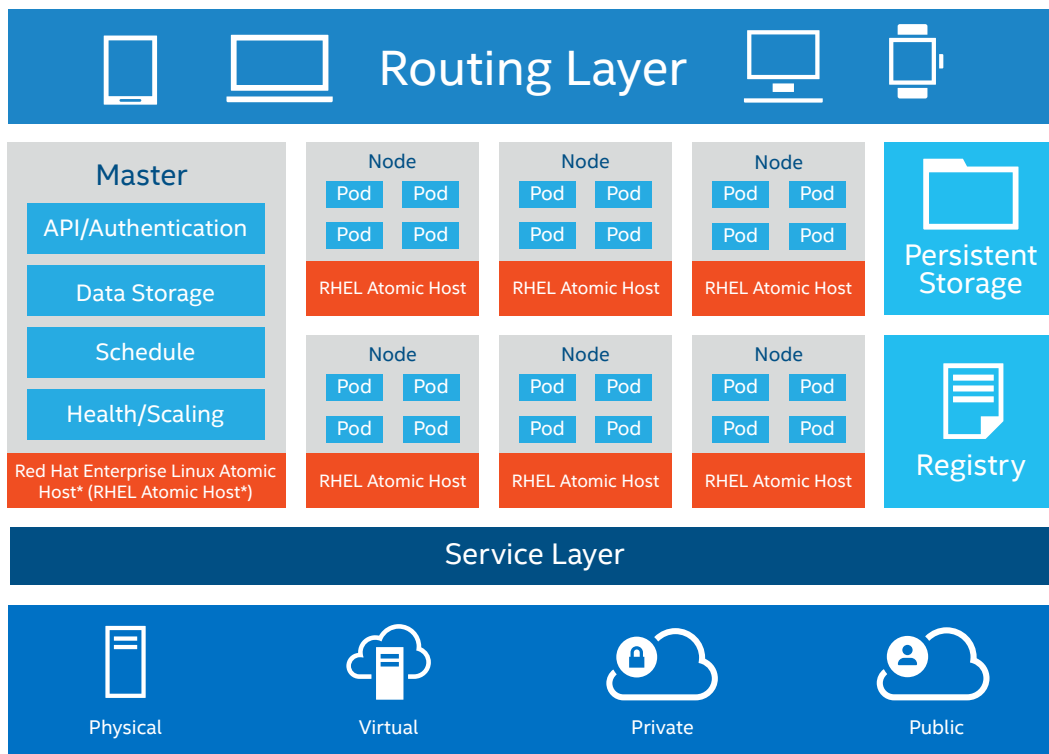 Routing Layer
Master
API/Authentication
Data Storage
Schedule
Health/Scaling
Red Hat Enterprise Linux Atomic
Host* (RHEL Atomic Host*)
Node
Pod Pod
Pod Pod
RHEL Atomic Host
Node
Pod Pod
Pod Pod
RHEL Atomic Host
Node
Pod Pod
Pod Pod
RHEL Atomic Host
Node
Pod Pod
Pod Pod
RHEL Atomic Host
Node
Pod Pod
Pod Pod
RHEL Atomic Host
Node
Pod Pod
Pod Pod
RHEL Atomic Host
Persistent
Storage
Registry
Service Layer
Physical
Virtual
Private
Public